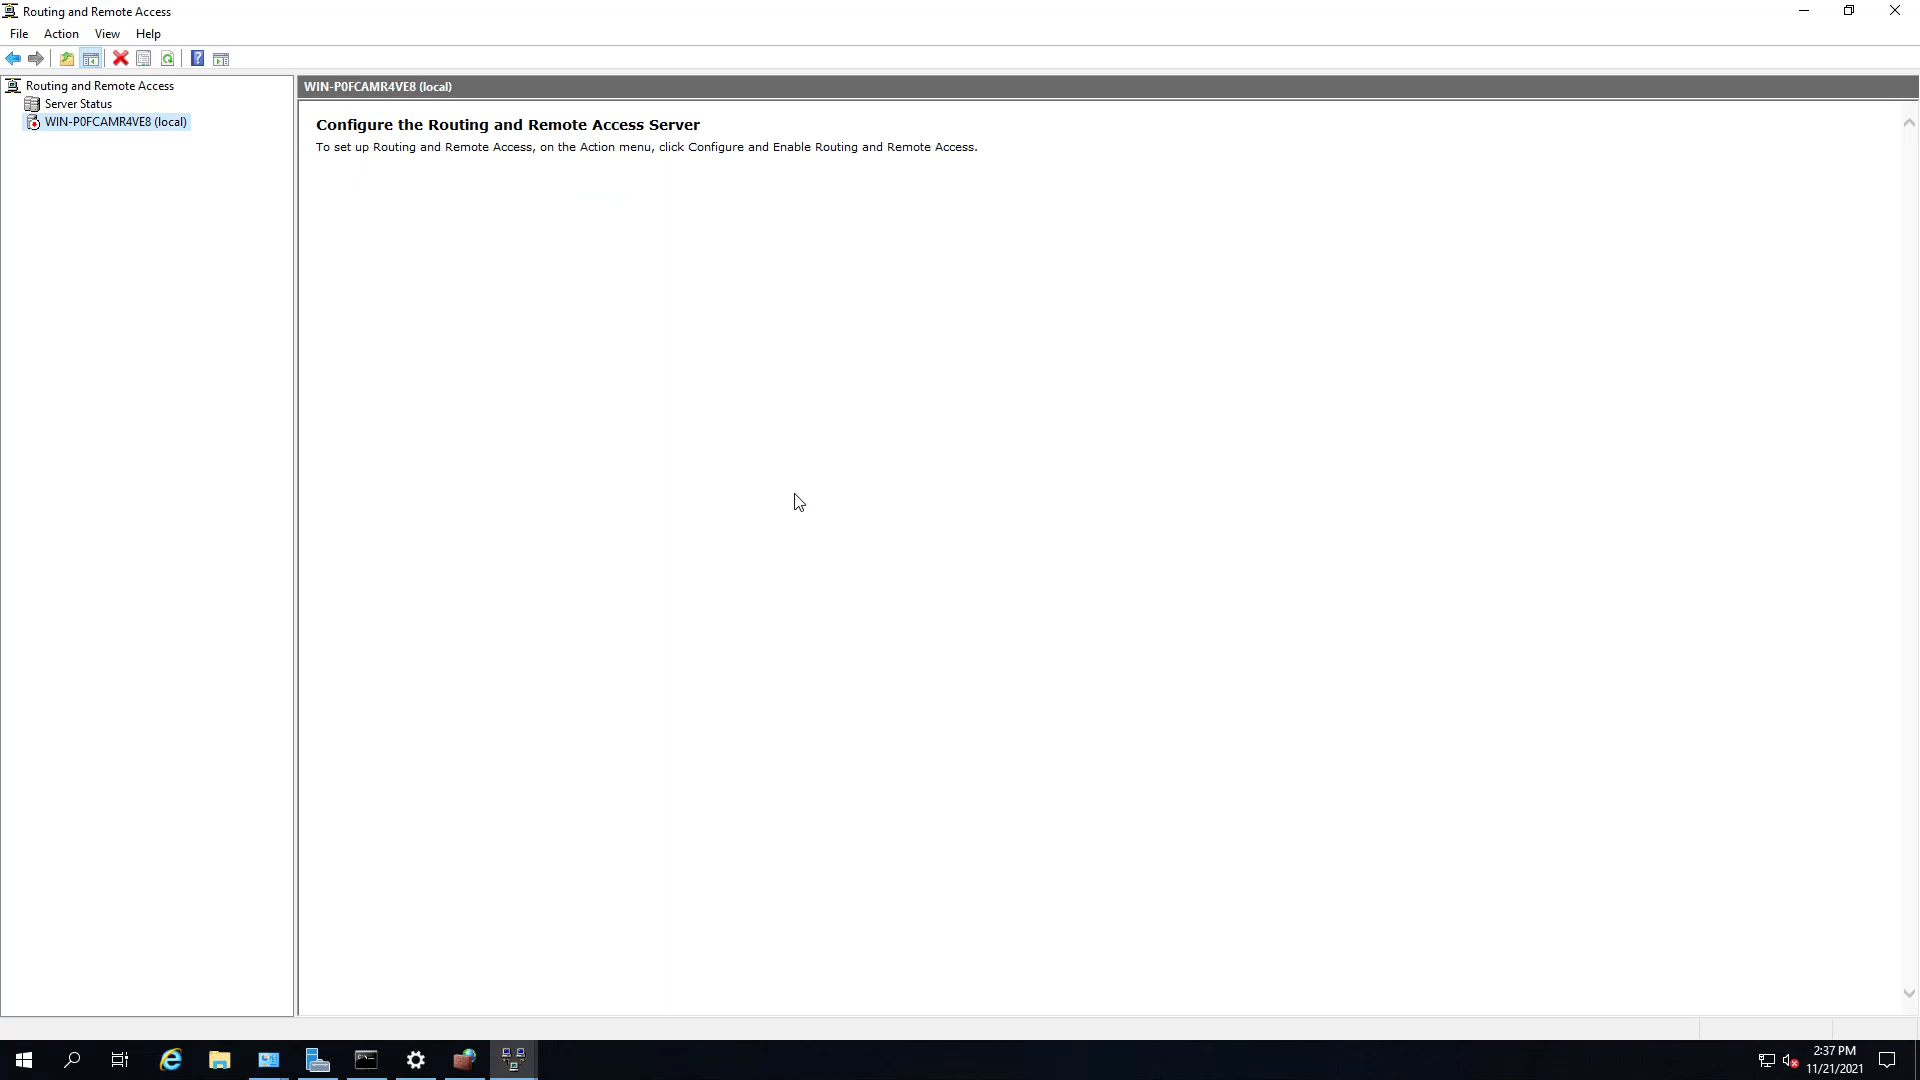 Routing and Remote Access
File Action View Help
Routing and Remote Access
Server Status
WIN-P0FCAMR4VE8 (local)
WIN-P0FCAMR4VE8 (local)
Configure the Routing and Remote Access Server
To set up Routing and Remote Access, on the Action menu, click Configure and Enable Routing and Remote Access.
2:37 PM
11/21/2021